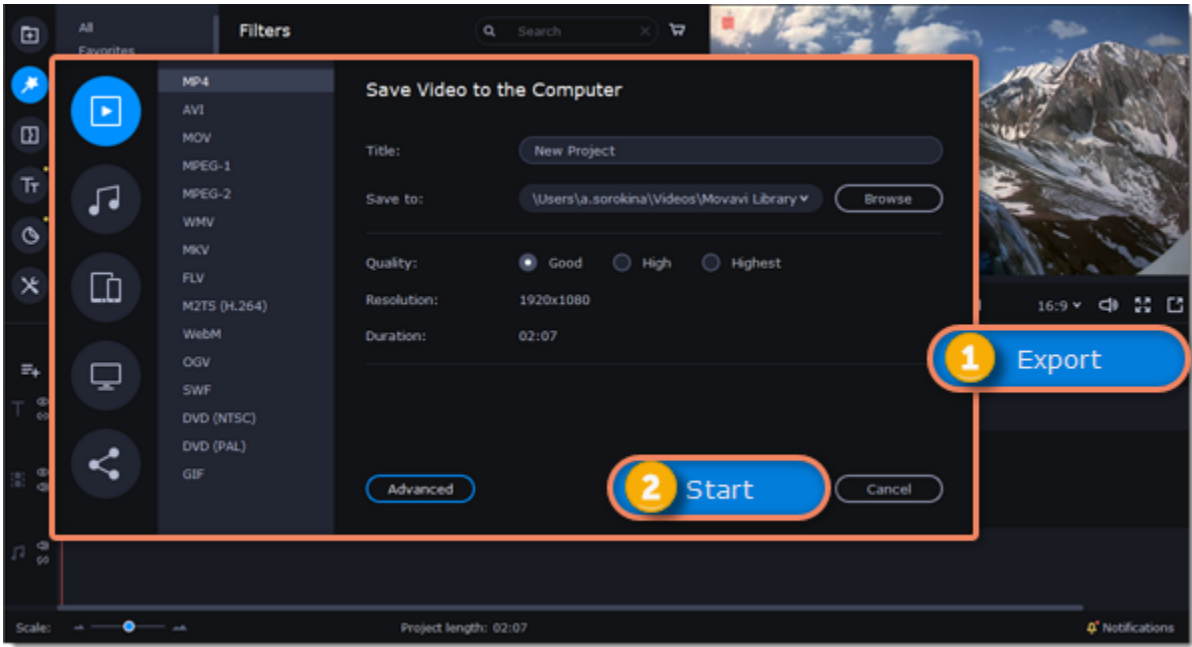 All
Favorites
Filters
Search
MP4
AVI
MOV
MPEG-1
MPEG-2
WMV
MKV
FLV
M2TS (H.264)
WebM
OGV
SWF
DVD (NTSC)
DVD (PAL)
GIF
Save Video to the Computer
Title: New Project
Save to: \Users\a.sorokina\Videos\Movavi Library Browse
Quality: Good High Highest
Resolution: 1920x1080
Duration: 02:07
Advanced 2 Start Cancel
16:9
1 Export
Scale: Project length: 02:07 Notifications